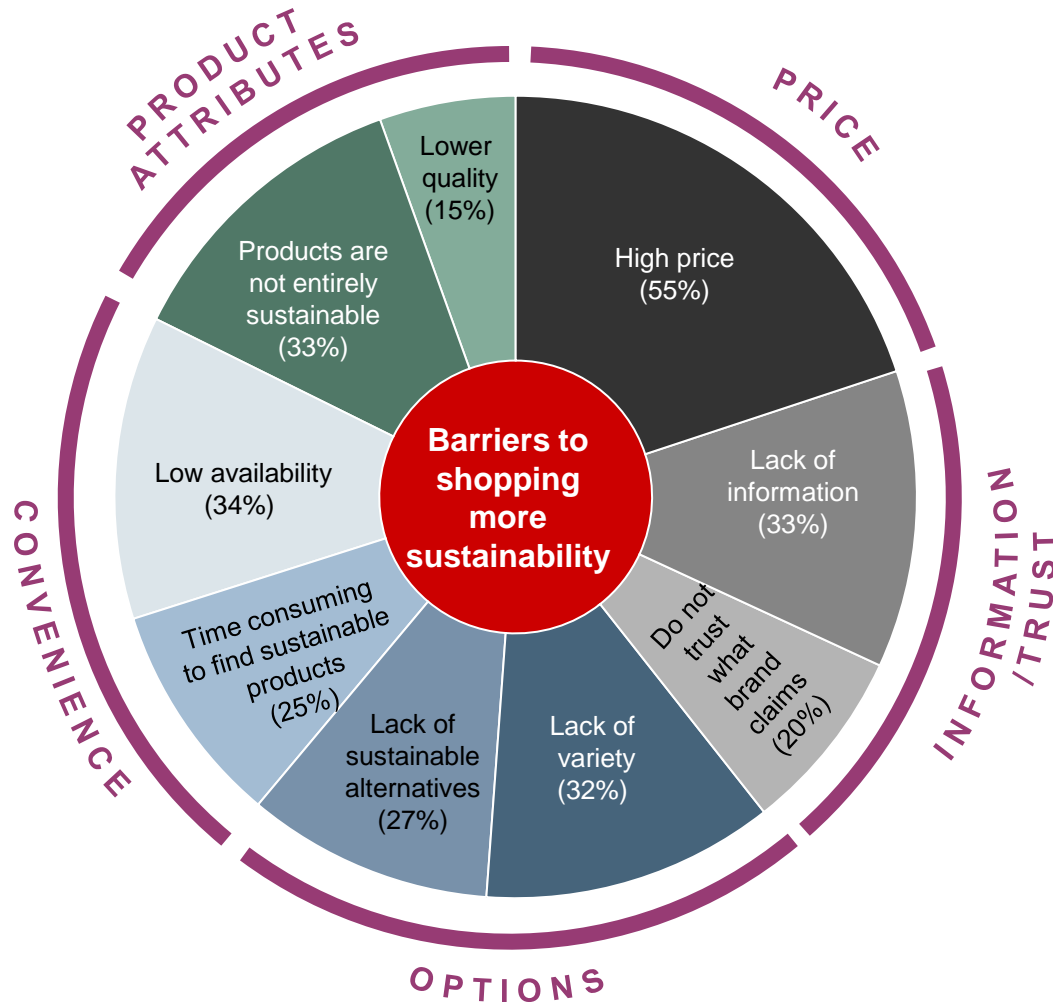 PRODUCT
ATTRIBUTES
PRICE
Lower
quality
(15%)
High price
(55%)
Products are
not entirely
sustainable
(33%)
Barriers to
shopping
more
sustainability
Low availability
(34%)
Lack of
information
(33%)
INFORMATION
/TRUST
CONVENIENCE
Time consuming
to find sustainable
products
(25%)
Do not
trust
what
brand
claims
(20%)
Lack of
sustainable
alternatives
(27%)
Lack of
variety
(32%)
OPTIONS